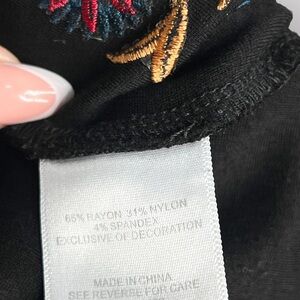 65% RAYON 31% NYLON
4% SPANDEX
EXCLUSIVE OF DECORATION
MADE IN CHINA
SEE REVERSE FOR CARE